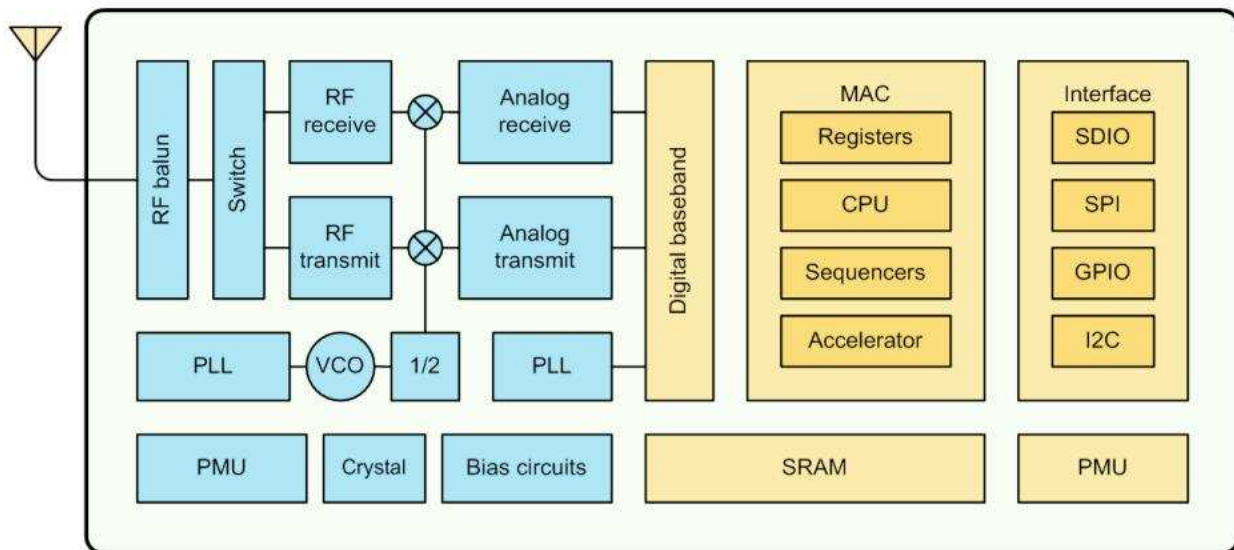 RF balun
Switch
RF
receive
Analog
receive
RF
transmit
Analog
transmit
PLL
VCO
1/2
PLL
Digital baseband
MAC
Registers
CPU
Sequencers
Accelerator
Interface
SDIO
SPI
GPIO
I2C
PMU
Crystal
Bias circuits
SRAM
PMU